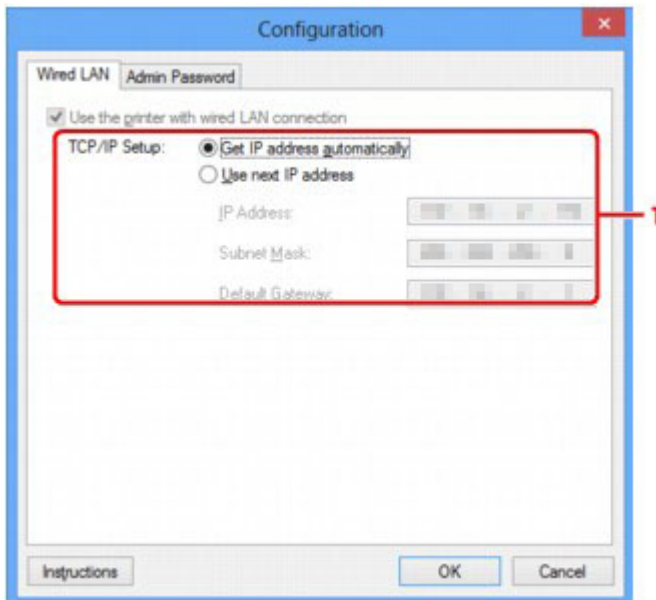 Configuration
Wired LAN
Admin Password
Use the printer with wired LAN connection
TCP/IP Setup:
Get IP address automatically
Use next IP address
IP Address:
Subnet Mask:
Default Gateway:
Instructions
OK
Cancel